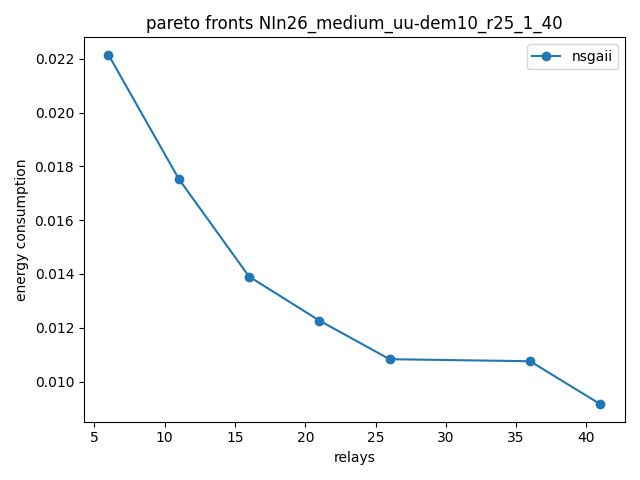 pareto fronts NIn26_medium_uu-dem10_r25_1_40
nsgaii
energy consumption
0.022
0.020
0.018
0.016
0.014
0.012
0.010
5 10 15 20 25 30 35 40
relays